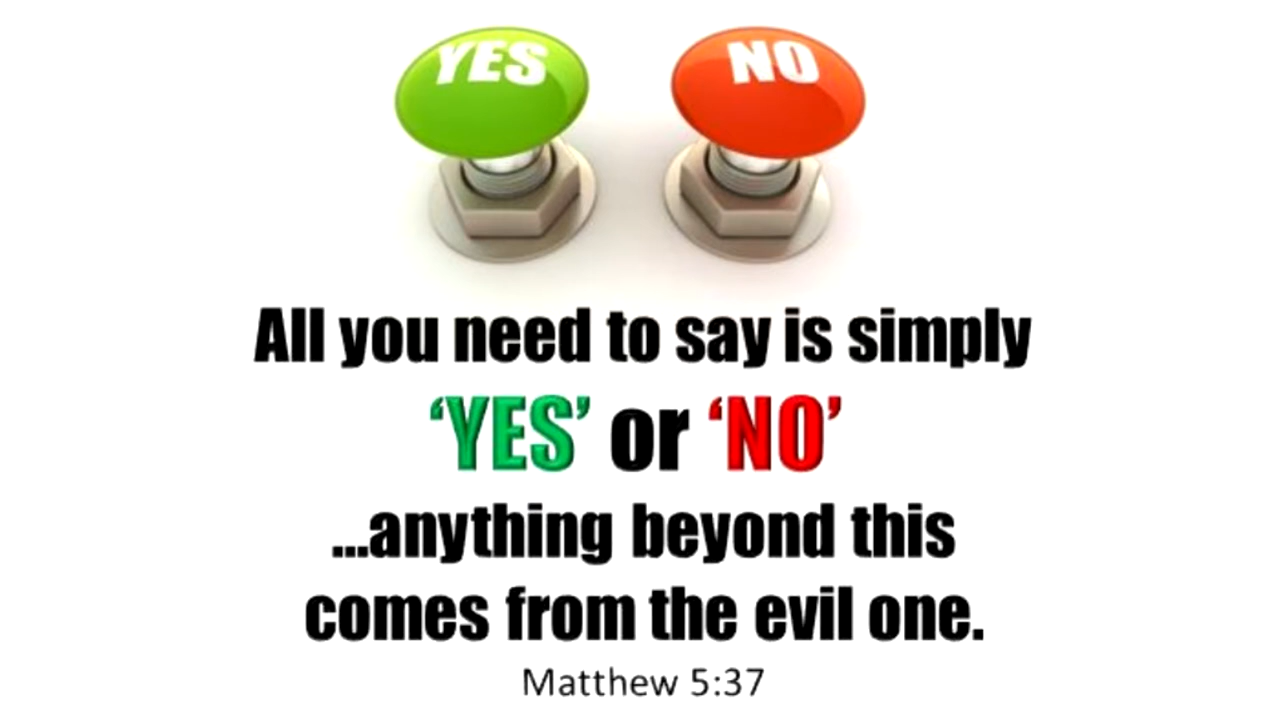 YES NO
All you need to say is simply
‘YES’ or ‘NO’
...anything beyond this
comes from the evil one.
Matthew 5:37